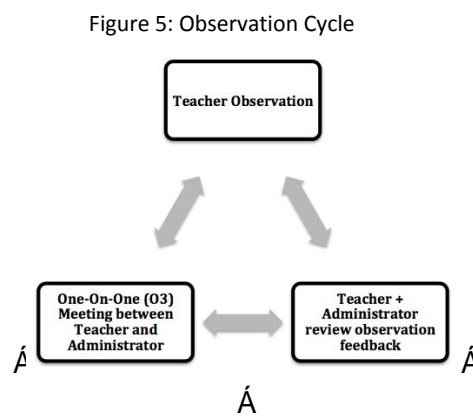 Figure 5: Observation Cycle
Teacher Observation
One-On-One (O3)
Meeting between
Teacher and
Administrator
Teacher +
Administrator
review observation
feedback
Á
Á
Á